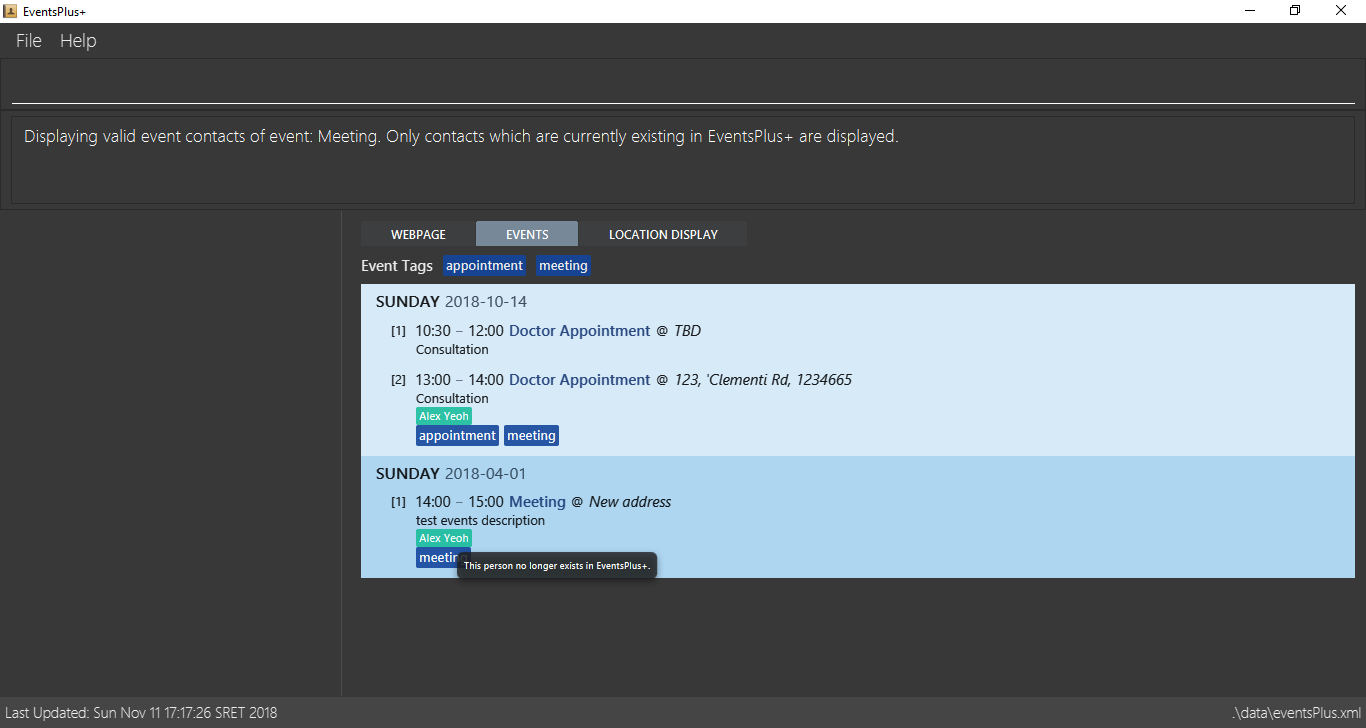 EventsPlus+
File Help
Displaying valid event contacts of event: Meeting. Only contacts which are currently existing in EventsPlus+ are displayed.
WEBPAGE EVENTS LOCATION DISPLAY
Event Tags appointment meeting
SUNDAY 2018-10-14
[1] 10:30 – 12:00 Doctor Appointment @ TBD
Consultation
[2] 13:00 – 14:00 Doctor Appointment @ 123, 'Clementi Rd, 1234665
Consultation
Alex Yeoh
appointment meeting
SUNDAY 2018-04-01
[1] 14:00 – 15:00 Meeting @ New address
test events description
Alex Yeoh
meetin
This person no longer exists in EventsPlus+.
Last Updated: Sun Nov 11 17:17:26 SRET 2018 .\data\eventsPlus.xml